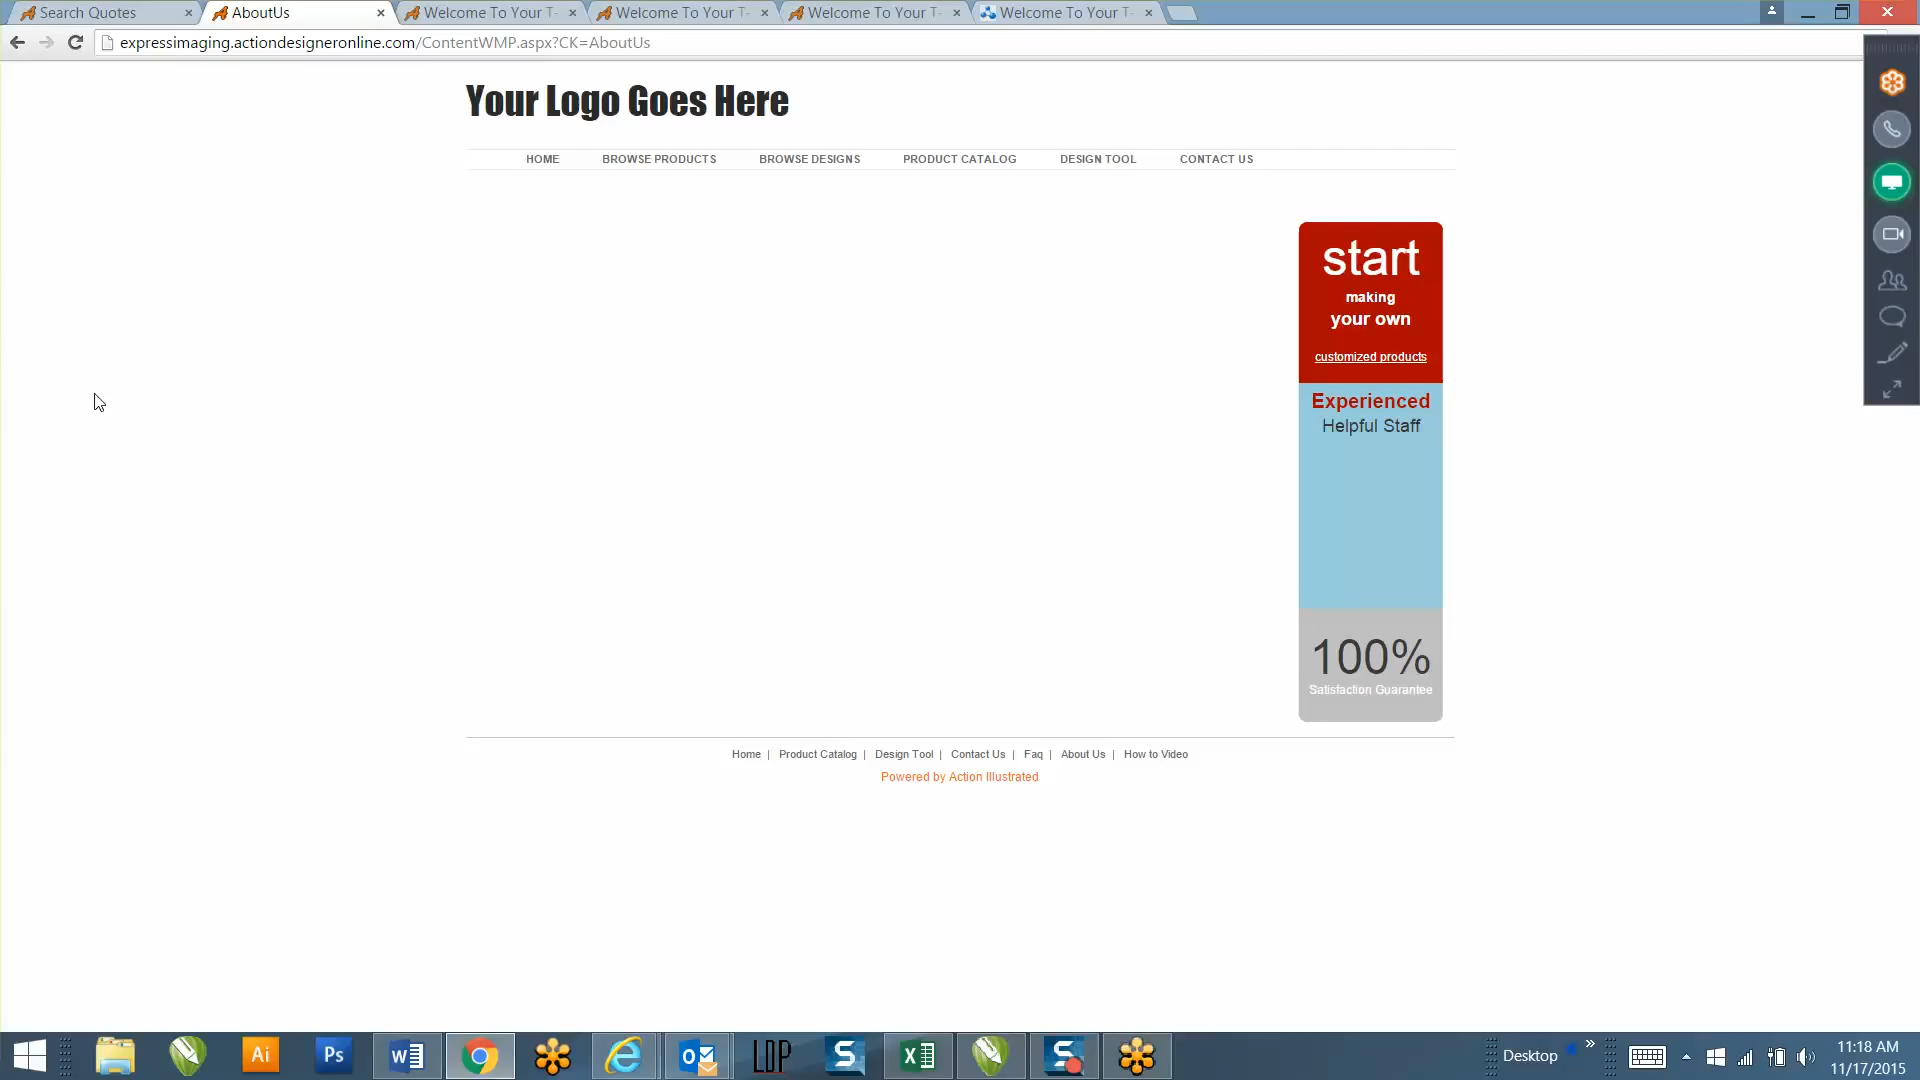 Search Quotes
AboutUs
Welcome To Your T-
Welcome To Your T-
Welcome To Your T-
Welcome To Your T-
expressimaging.actiondesigneronline.com/ContentWMP.aspx?CK=AboutUs
Your Logo Goes Here
HOME BROWSE PRODUCTS BROWSE DESIGNS PRODUCT CATALOG DESIGN TOOL CONTACT US
start
making
your own
customized products
Experienced
Helpful Staff
100%
Satisfaction Guarantee
Home | Product Catalog | Design Tool | Contact Us | Faq | About Us | How to Video
Powered by Action Illustrated
Ai
Ps
W
LDP
S
X
S
Desktop
»
11:18 AM
11/17/2015